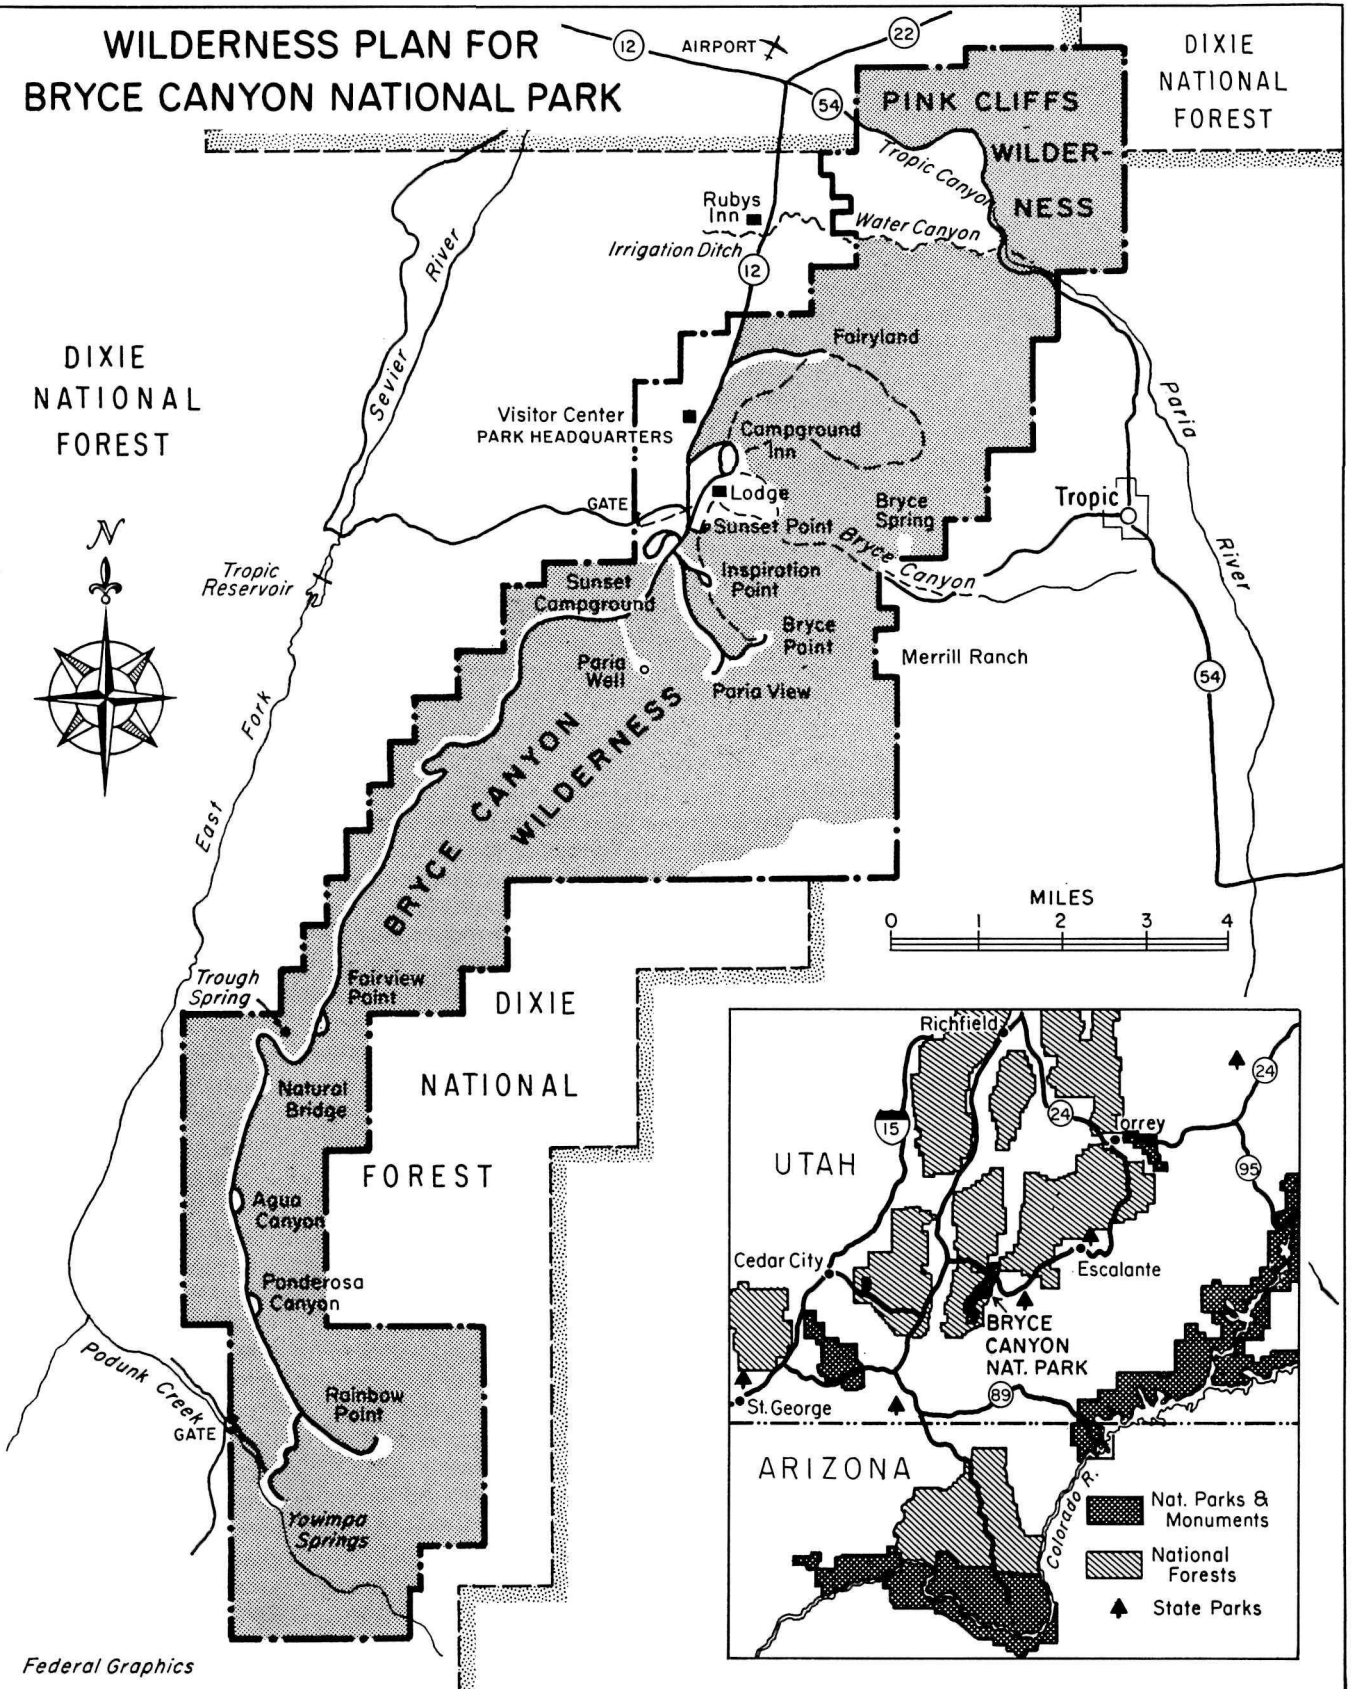 WILDERNESS PLAN FOR
BRYCE CANYON NATIONAL PARK
12
AIRPORT
22
54
DIXIE
NATIONAL
FOREST
PINK CLIFFS
WILDER-
NESS
Tropic Canyon
Water Canyon
Rubys
Inn
Irrigation Ditch
12
Sevier River
DIXIE
NATIONAL
FOREST
Fairyland
Visitor Center
PARK HEADQUARTERS
Campground
Inn
Lodge
GATE
Sunset Point
Bryce
Spring
Bryce Canyon
Tropic
Paria
River
N
Tropic
Reservoir
Sunset
Campground
Inspiration
Point
Bryce
Point
Paria
Well
Paria View
Merrill Ranch
54
East Fork
BRYCE CANYON
WILDERNESS
MILES
0 1 2 3 4
Trough
Spring
Fairview
Point
DIXIE
NATIONAL
FOREST
Natural
Bridge
Agua
Canyon
Ponderosa
Canyon
Podunk Creek
GATE
Rainbow
Point
Yowimpa
Springs
Federal Graphics
Richfield
24
15
24
Torrey
UTAH
95
Cedar City
Escalante
BRYCE
CANYON
NAT. PARK
89
St. George
ARIZONA
Colorado R.
Nat. Parks &
Monuments
National
Forests
State Parks